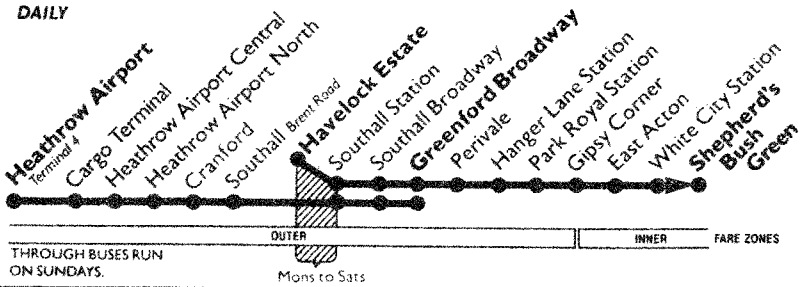 DAILY
Heathrow Airport
Terminal 4
Cargo Terminal
Heathrow Airport Central
Heathrow Airport North
Cranford
Southall Brent Road
Havelock Estate
Southall Station
Southall Broadway
Greenford Broadway
Perivale
Hanger Lane Station
Park Royal Station
Gipsy Corner
East Acton
White City Station
Shepherd's
Bush
Green
OUTER
INNER
FARE ZONES
THROUGH BUSES RUN
ON SUNDAYS.
Mons to Sats